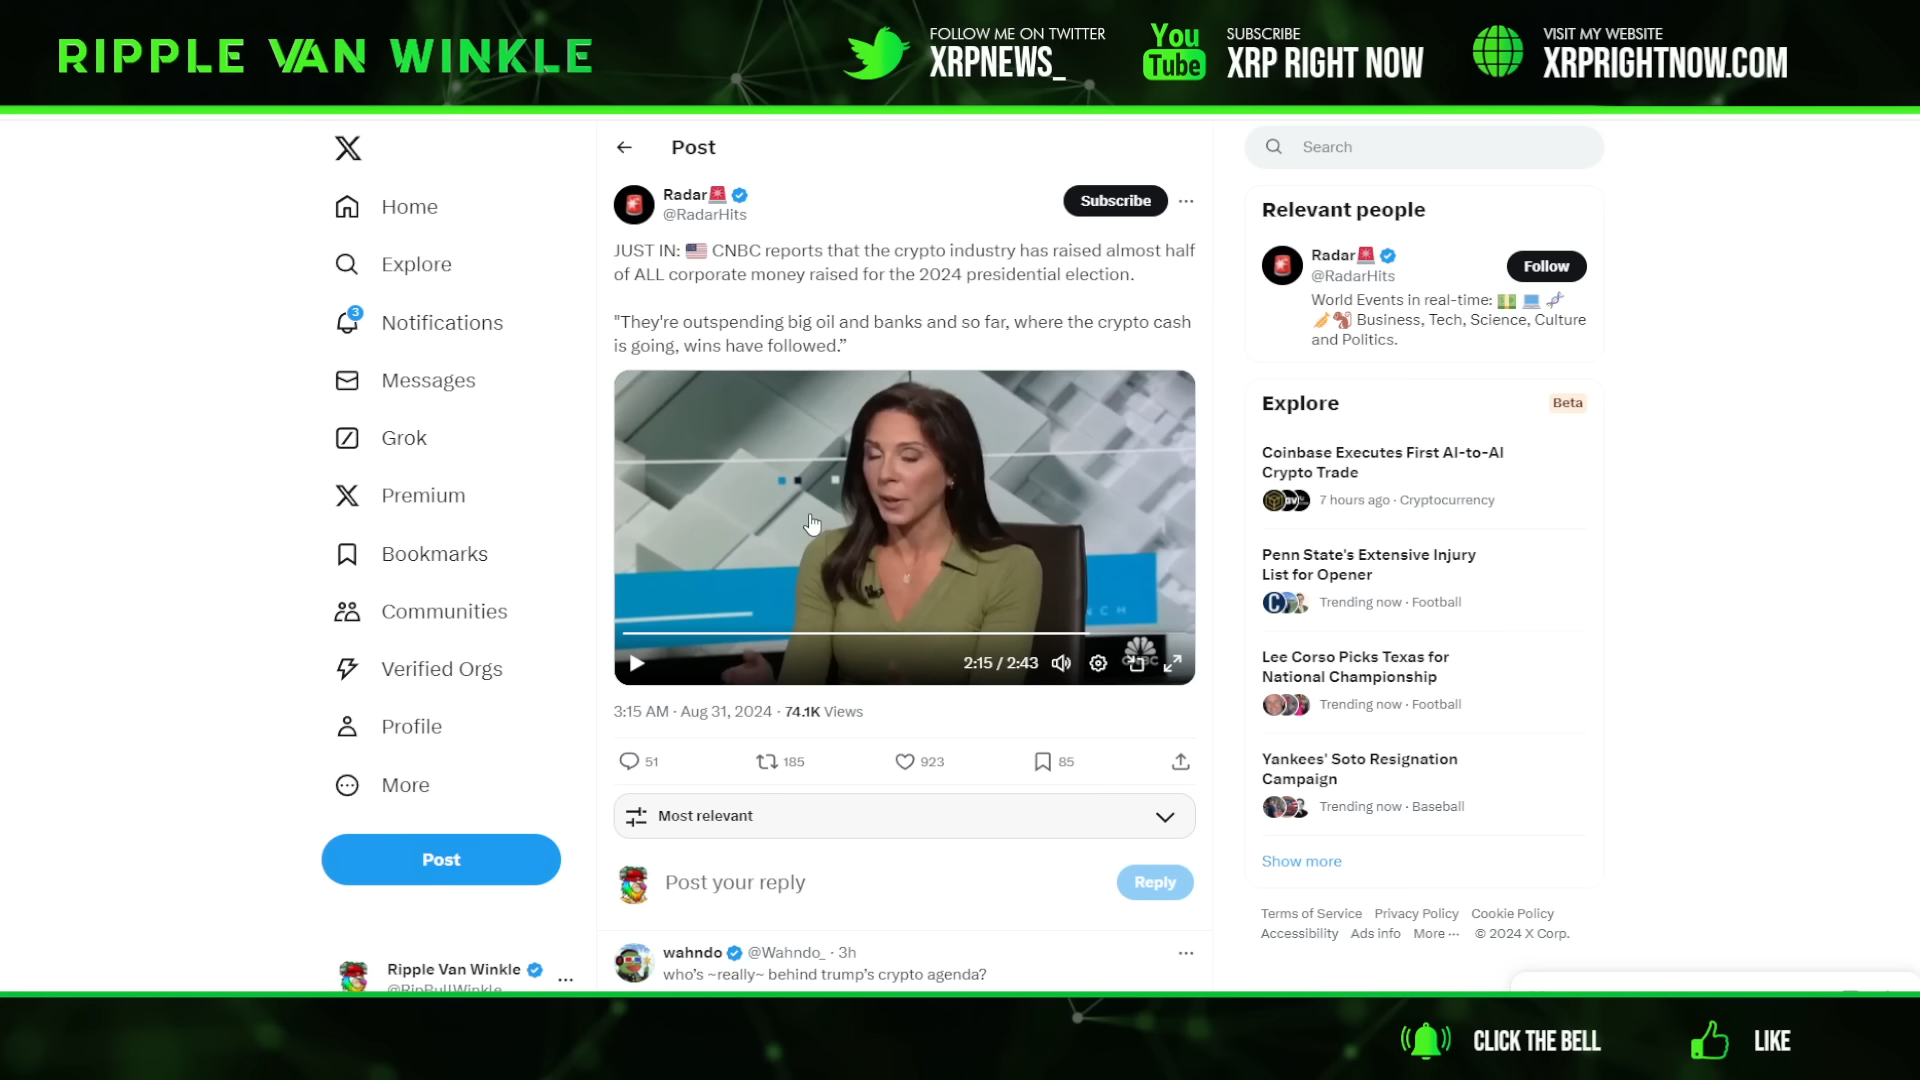 RIPPLE VAN WINKLE
FOLLOW ME ON TWITTER
XRPNEWS_
You
Tube
SUBSCRIBE
XRP RIGHT NOW
VISIT MY WEBSITE
XRPRIGHTNOW.COM
Home
Explore
3
Notifications
Messages
Grok
Premium
Bookmarks
Communities
Verified Orgs
Profile
More
Post
Ripple Van Winkle
@RipBullWinkle
Post
Radar
@RadarHits
Subscribe
JUST IN: 🇺🇸 CNBC reports that the crypto industry has raised almost half
of ALL corporate money raised for the 2024 presidential election.
"They're outspending big oil and banks and so far, where the crypto cash
is going, wins have followed.”
2:15 / 2:43
3:15 AM · Aug 31, 2024 · 74.1K Views
51
185
923
85
Most relevant
Post your reply
Reply
wahndo @Wahndo_ · 3h
who's ~really~ behind trump's crypto agenda?
Search
Relevant people
Radar
@RadarHits
Follow
World Events in real-time:
Business, Tech, Science, Culture
and Politics.
Explore
Beta
Coinbase Executes First AI-to-AI
Crypto Trade
7 hours ago · Cryptocurrency
Penn State's Extensive Injury
List for Opener
Trending now · Football
Lee Corso Picks Texas for
National Championship
Trending now · Football
Yankees' Soto Resignation
Campaign
Trending now · Baseball
Show more
Terms of Service Privacy Policy Cookie Policy
Accessibility Ads info More ··· © 2024 X Corp.
CLICK THE BELL
LIKE